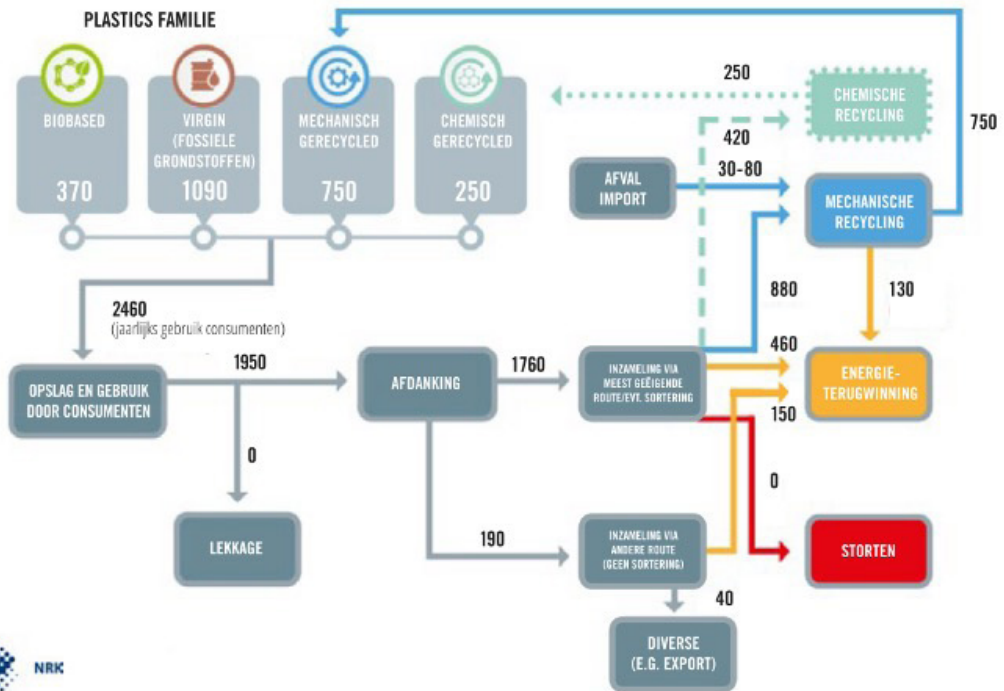 PLASTICS FAMILIE
BIOBASED
370
VIRGIN
(FOSSIELE
GRONDSTOFFEN)
1090
MECHANISCH
GERECYCLED
750
CHEMISCH
GERECYCLED
250
250
CHEMISCHE
RECYCLING
420
750
30-80
AFVAL
IMPORT
MECHANISCHE
RECYCLING
880
130
2460
(jaarlijks gebruik consumenten)
OPSLAG EN GEBRUIK
DOOR CONSUMENTEN
1950
AFDANKING
1760
INZAMELING VIA
MEEST GEËIGENDE
ROUTE/EVT. SORTERING
460
ENERGIE-
TERUGWINNING
150
0
LEKKAGE
190
INZAMELING VIA
ANDERE ROUTE
(GEEN SORTERING)
0
STORTEN
40
DIVERSE
(E.G. EXPORT)
NRK